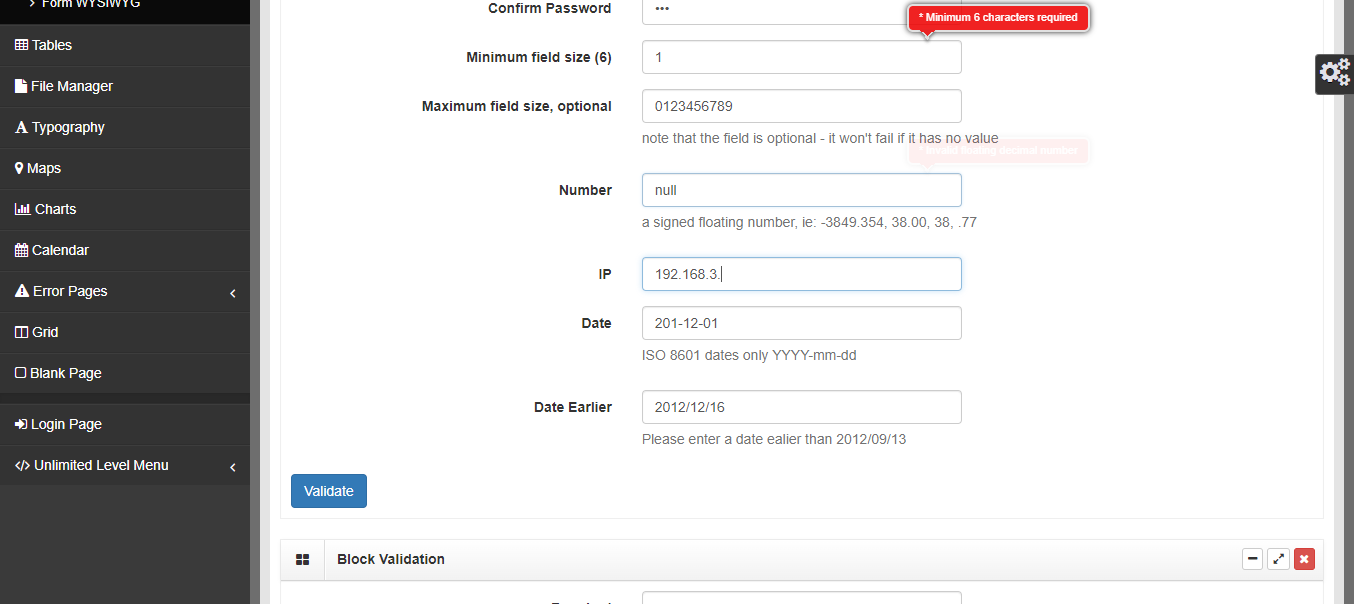 Form WYSIWYG
Tables
File Manager
Typography
Maps
Charts
Calendar
Error Pages
Grid
Blank Page
Login Page
Unlimited Level Menu
Confirm Password
•••
* Minimum 6 characters required
Minimum field size (6)
1
Maximum field size, optional
0123456789
note that the field is optional - it won't fail if it has no value
* Invalid floating decimal number
Number
null
a signed floating number, ie: -3849.354, 38.00, 38, .77
IP
192.168.3.
Date
201-12-01
ISO 8601 dates only YYYY-mm-dd
Date Earlier
2012/12/16
Please enter a date ealier than 2012/09/13
Validate
Block Validation